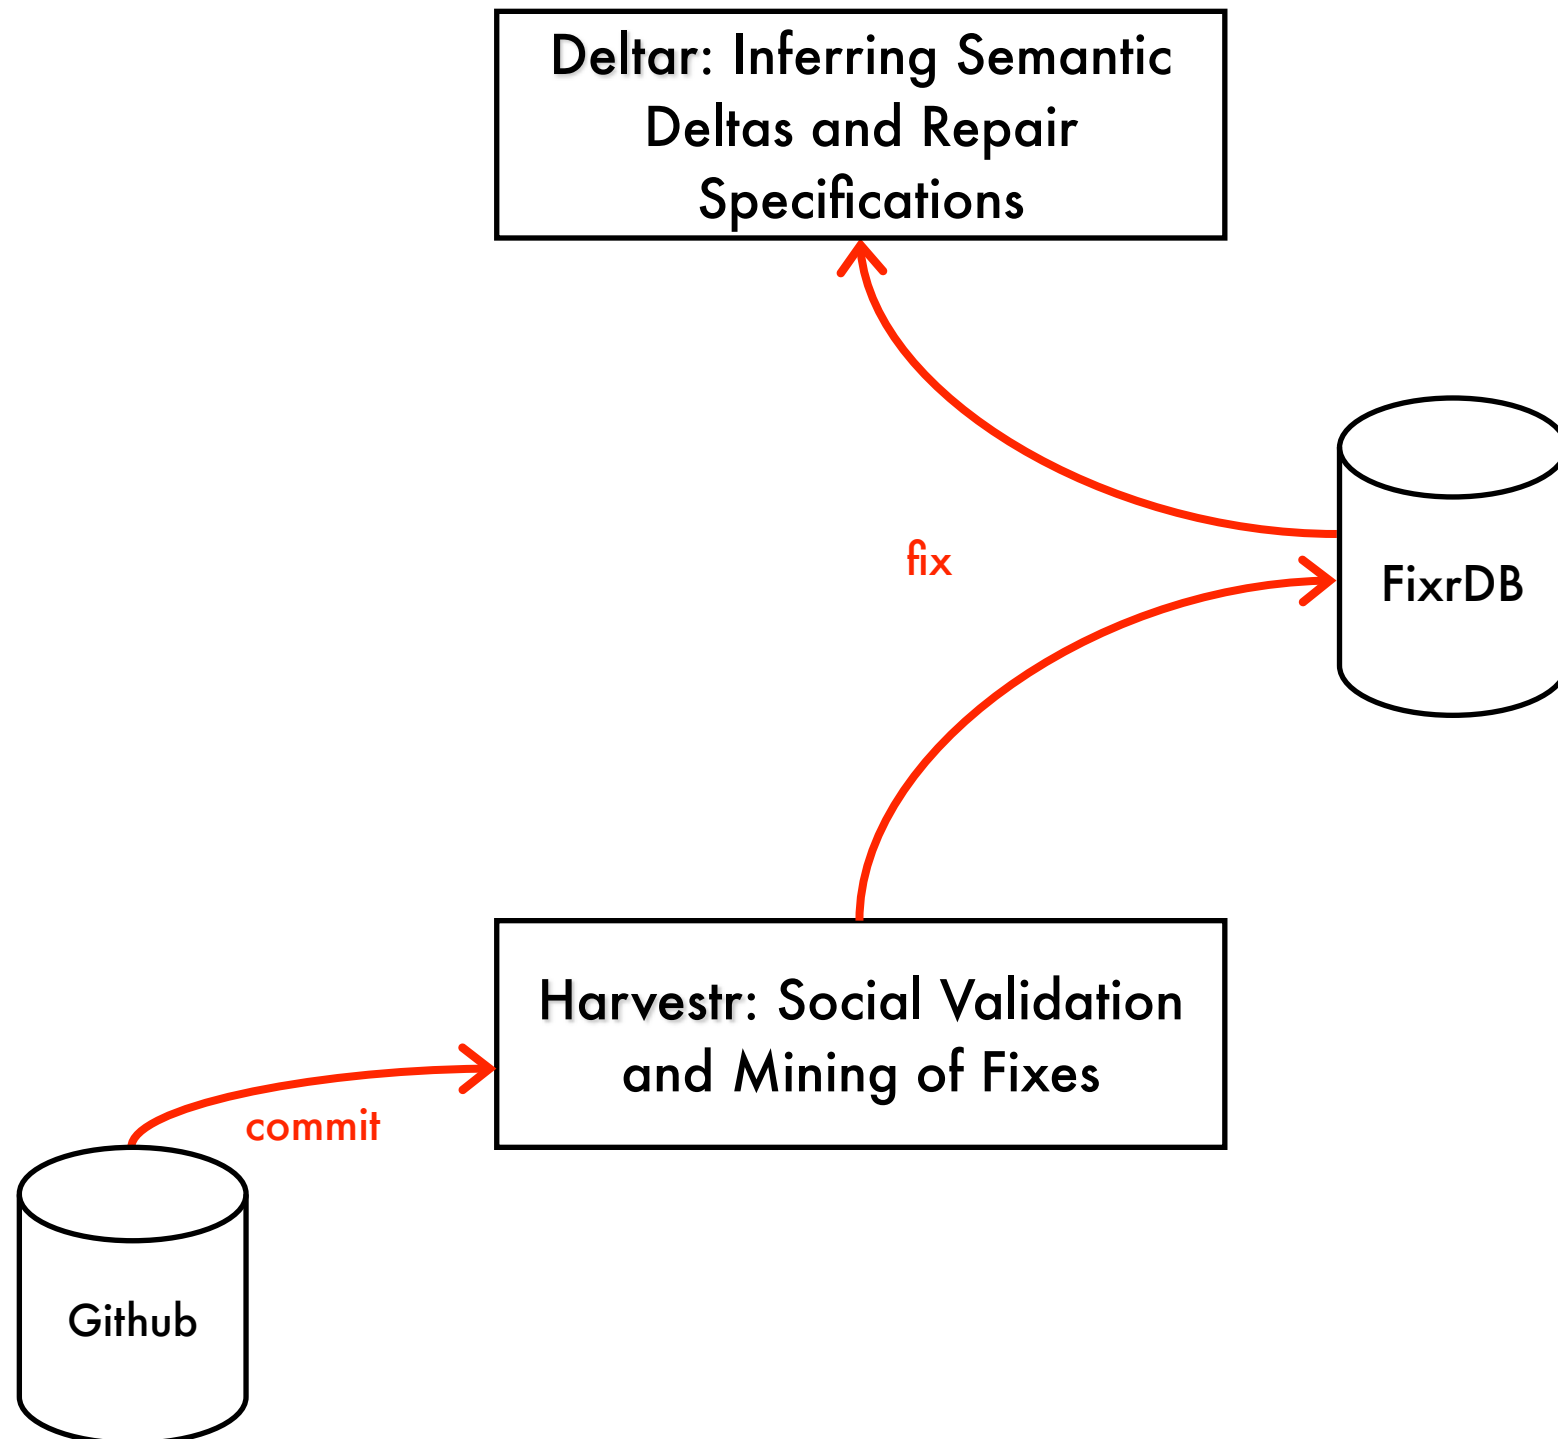 Deltar: Inferring Semantic
Deltas and Repair
Specifications
fix
FixrDB
Harvestr: Social Validation
and Mining of Fixes
commit
Github